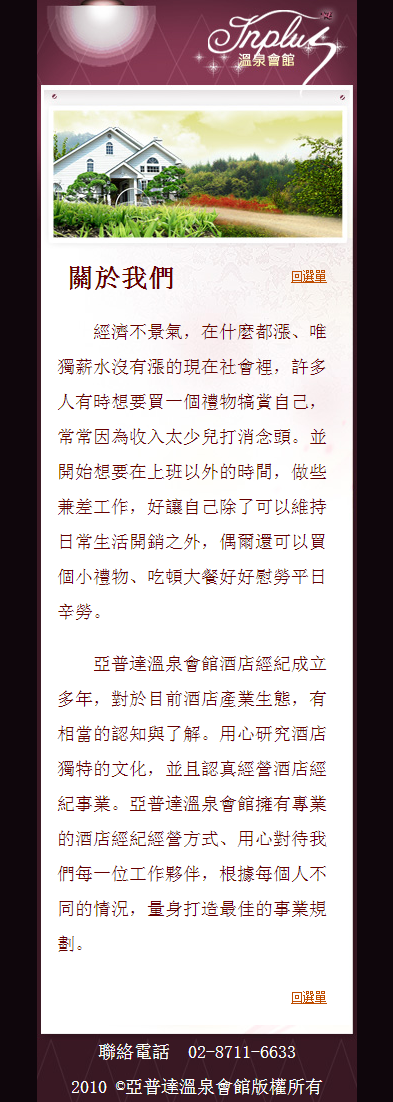 Inplus
溫泉會館
關於我們
回選單
經濟不景氣，在什麼都漲、唯
獨薪水沒有漲的現在社會裡，許多
人有時想要買一個禮物犒賞自己，
常常因為收入太少兒打消念頭。並
開始想要在上班以外的時間，做些
兼差工作，好讓自己除了可以維持
日常生活開銷之外，偶爾還可以買
個小禮物、吃頓大餐好好慰勞平日
辛勞。
亞普達溫泉會館酒店經紀成立
多年，對於目前酒店產業生態，有
相當的認知與了解。用心研究酒店
獨特的文化，並且認真經營酒店經
紀事業。亞普達溫泉會館擁有專業
的酒店經紀經營方式、用心對待我
們每一位工作夥伴，根據每個人不
同的情況，量身打造最佳的事業規
劃。
回選單
聯絡電話 02-8711-6633
2010 ©亞普達溫泉會館版權所有